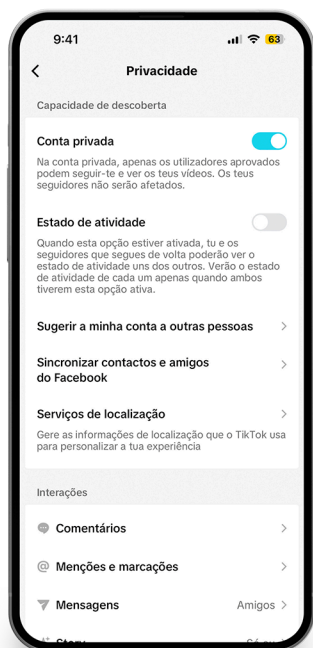 9:41
63
Privacidade
Capacidade de descoberta
Conta privada
Na conta privada, apenas os utilizadores aprovados
podem seguir-te e ver os teus vídeos. Os teus
seguidores não serão afetados.
Estado de atividade
Quando esta opção estiver ativada, tu e os
seguidores que segues de volta poderão ver o
estado de atividade uns dos outros. Verão o estado
de atividade de cada um apenas quando ambos
tiverem esta opção ativa.
Sugerir a minha conta a outras pessoas
Sincronizar contactos e amigos
do Facebook
Serviços de localização
Gere as informações de localização que o TikTok usa
para personalizar a tua experiência
Interações
Comentários
@ Menções e marcações
Mensagens Amigos
Story